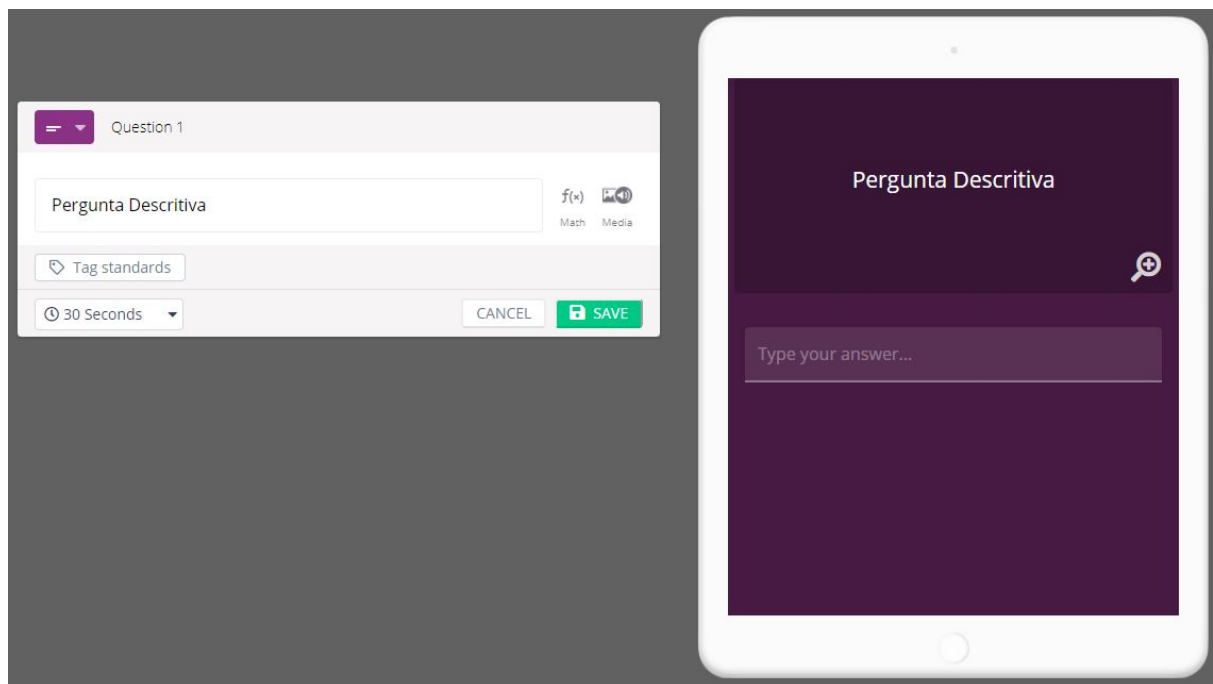 Question 1
Pergunta Descritiva
f(x)
Math Media
Tag standards
30 Seconds
CANCEL SAVE
Pergunta Descritiva
Type your answer...